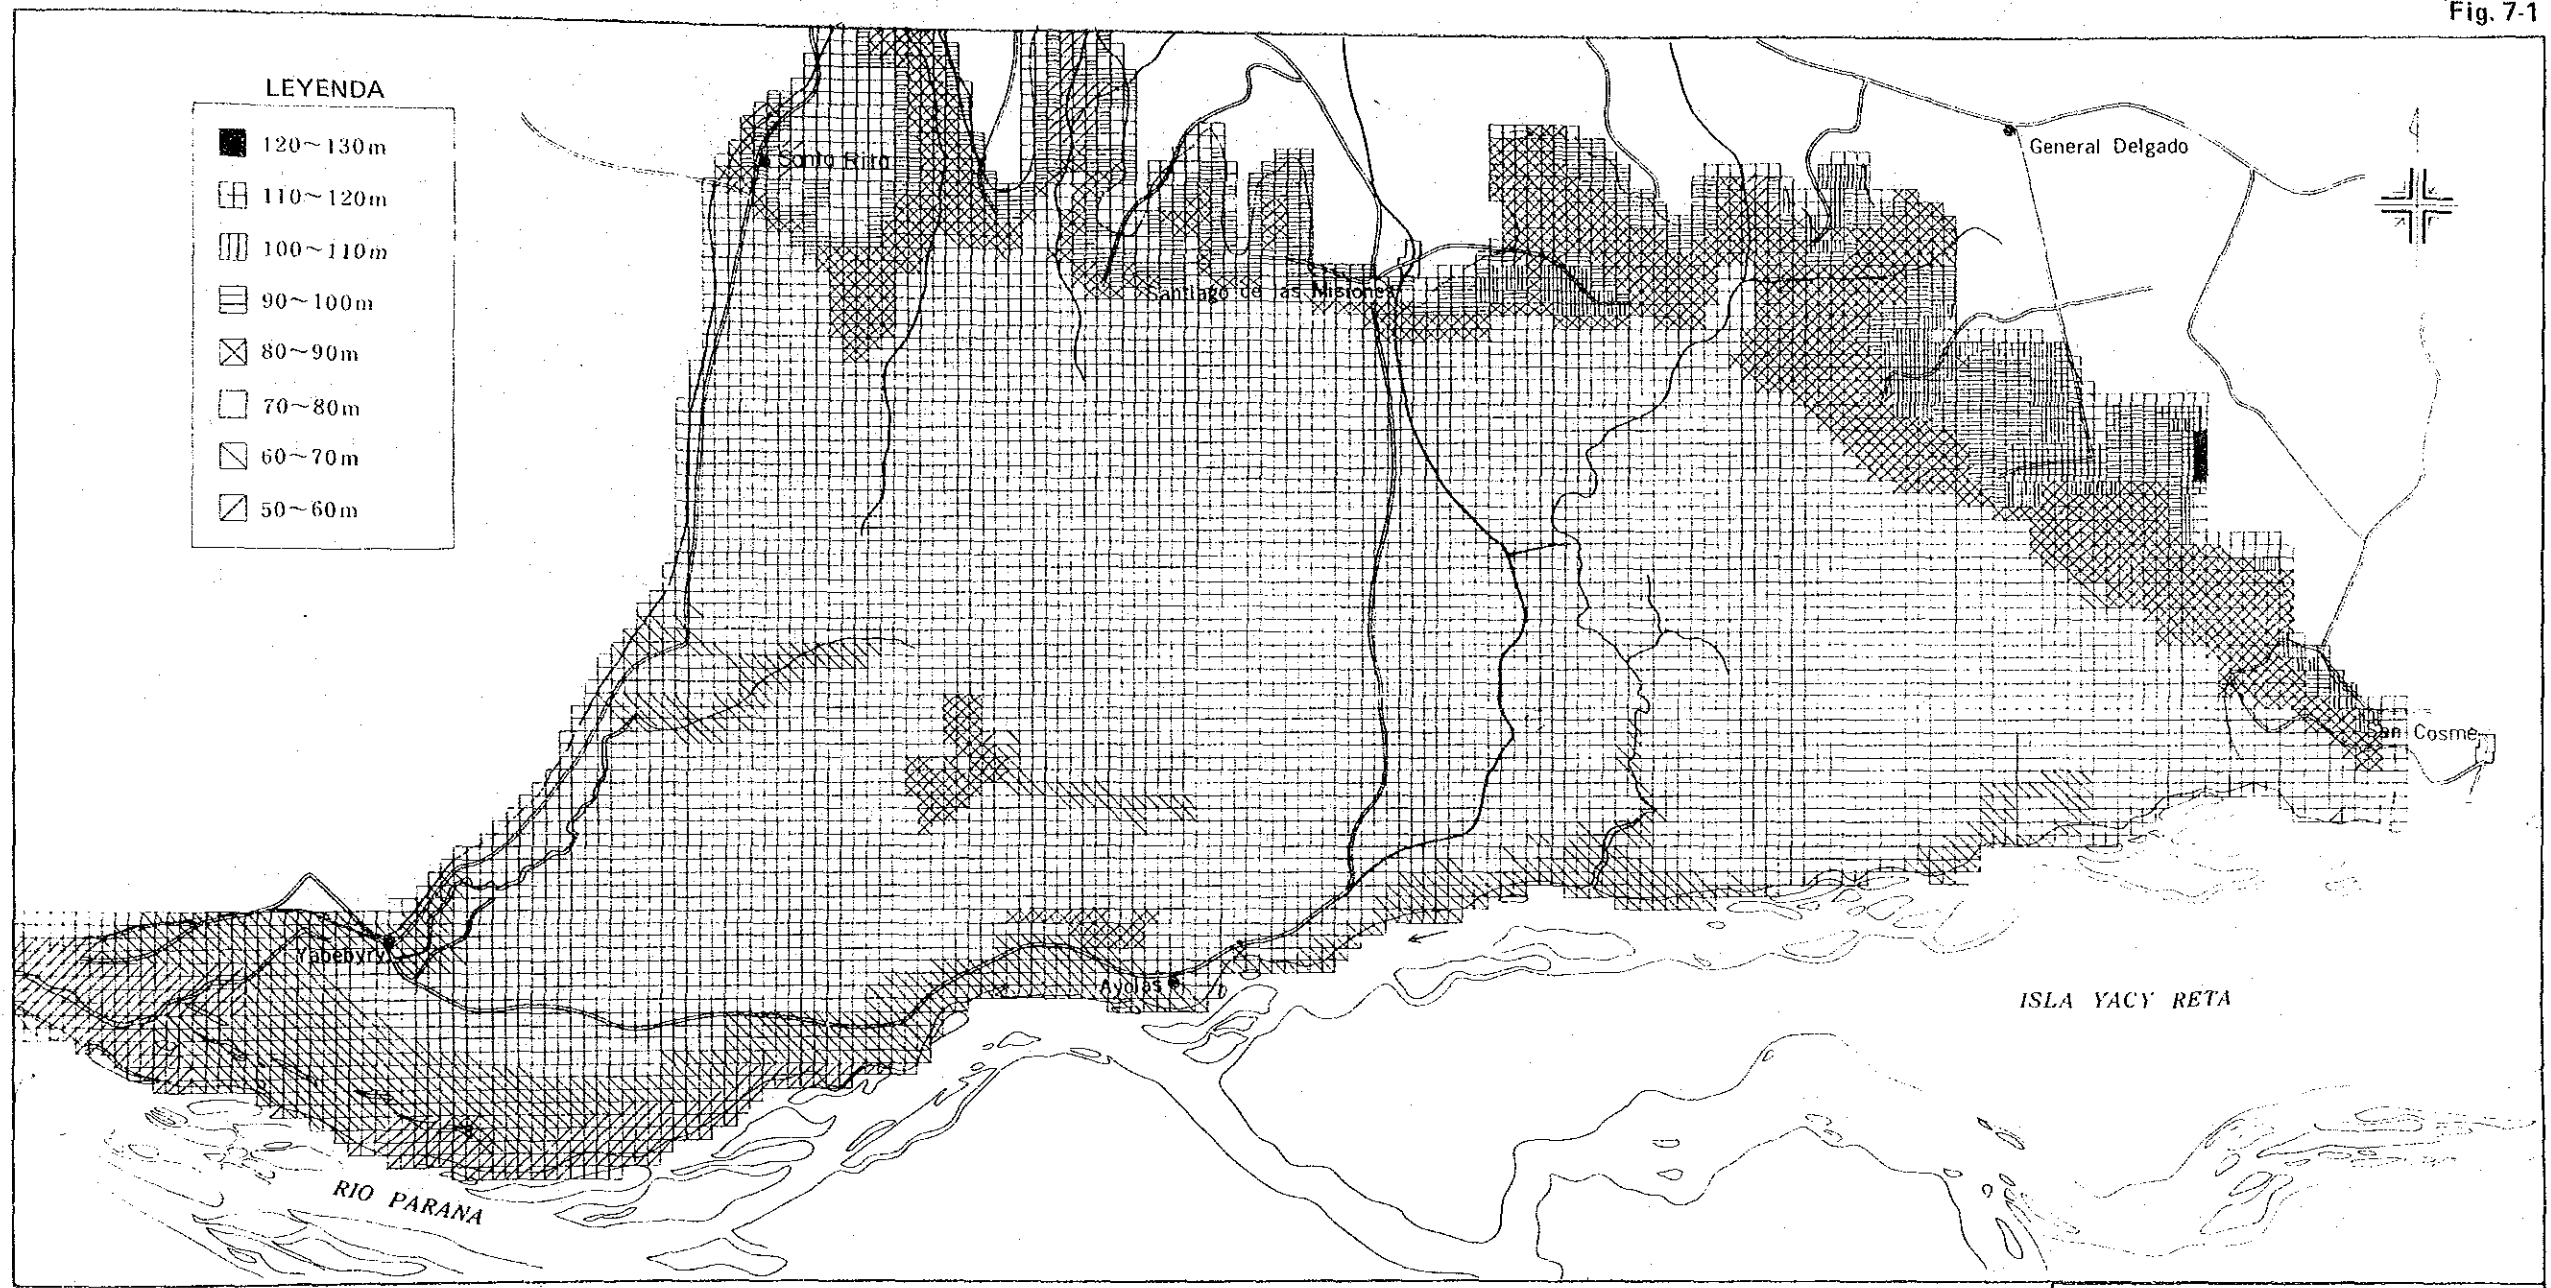 Fig. 7-1
LEYENDA
120~130m
110~120m
100~110m
90~100m
80~90m
70~80m
60~70m
50~60m
General Delgado
Santa Rita
Santiago de las Misiones
San Cosme
Yabebyry
Ayolas
ISLA YACY RETA
RIO PARANA